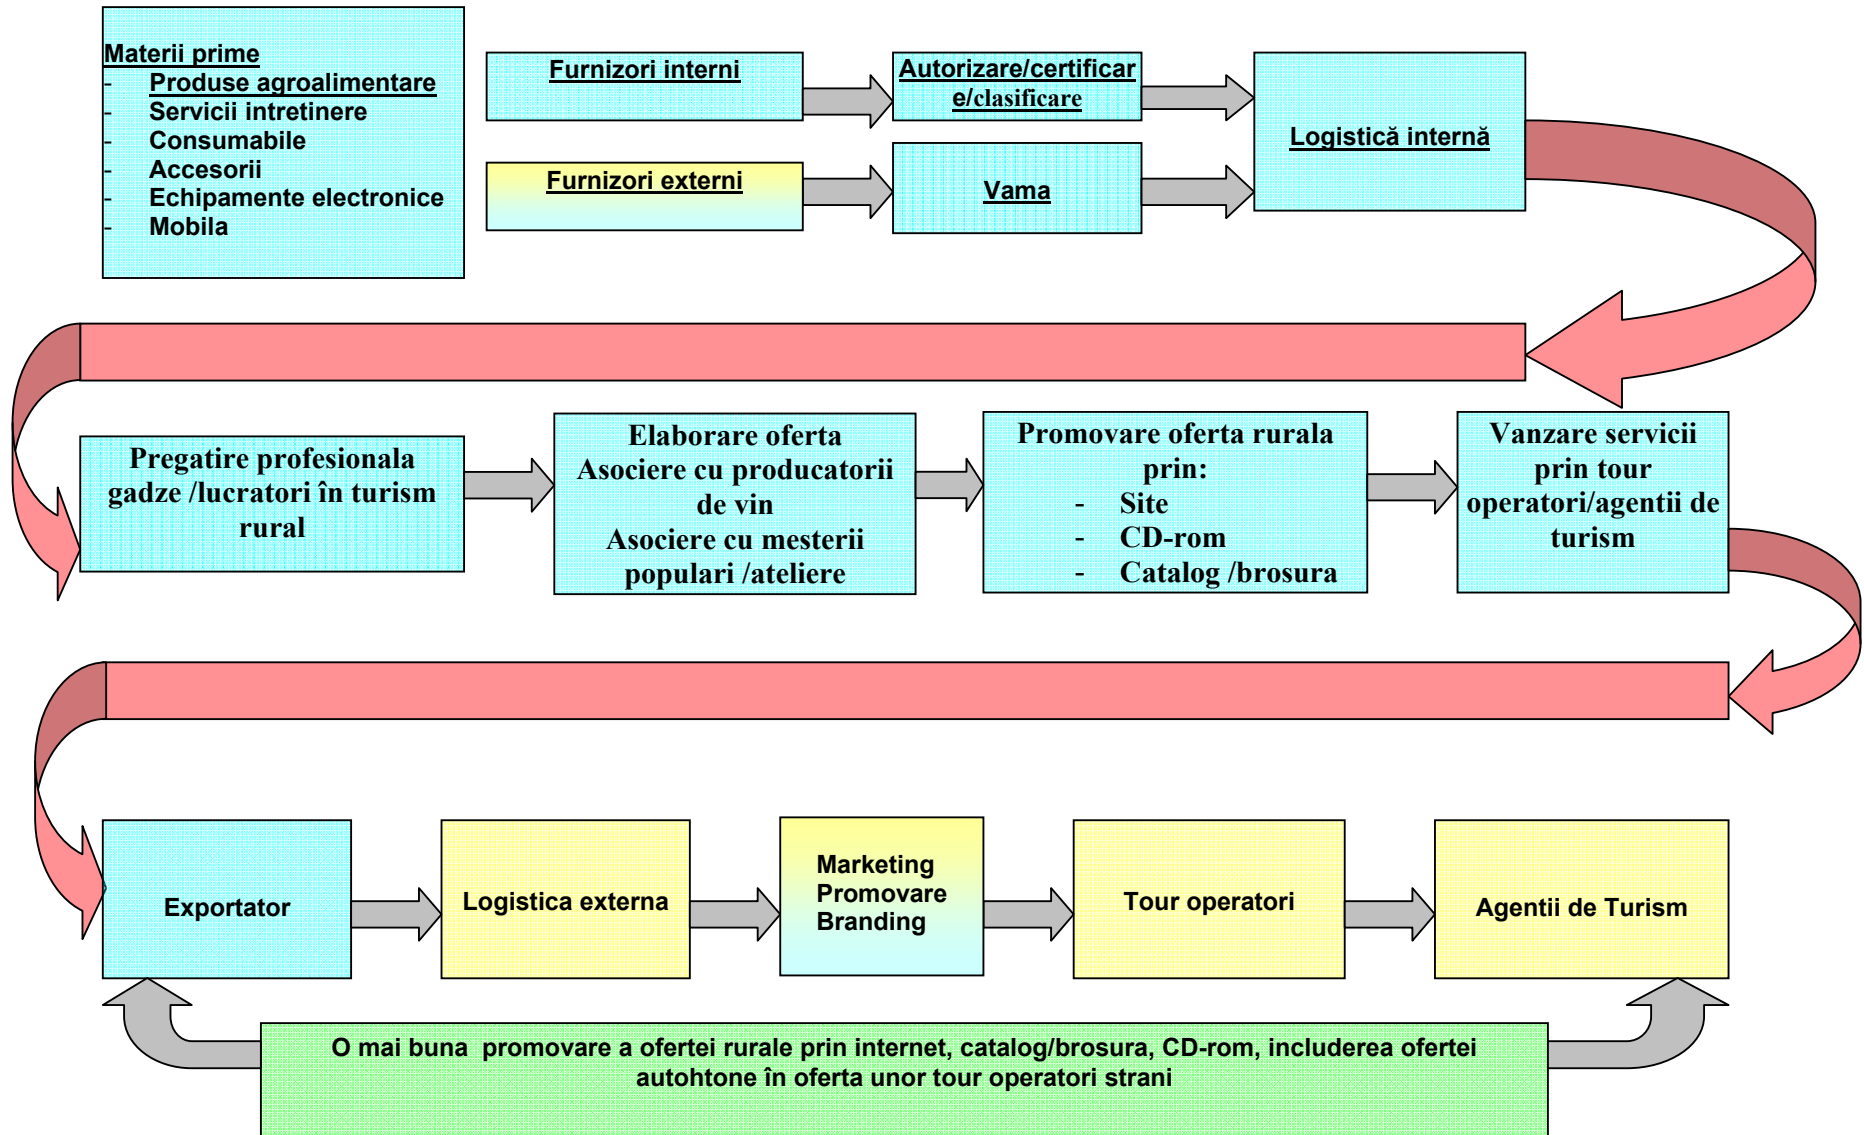 Materii prime
- Produse agroalimentare
- Servicii intretinere
- Consumabile
- Accesorii
- Echipamente electronice
- Mobila
Furnizori interni
Autorizare/certificar
e/clasificare
Logistică internă
Furnizori externi
Vama
Pregatire profesionala
gadze /lucratori în turism
rural
Elaborare oferta
Asociere cu producatorii
de vin
Asociere cu mesterii
populari /ateliere
Promovare oferta rurala
prin:
- Site
- CD-rom
- Catalog /brosura
Vanzare servicii
prin tour
operatori/agentii de
turism
Exportator
Logistica externa
Marketing
Promovare
Branding
Tour operatori
Agentii de Turism
O mai buna promovare a ofertei rurale prin internet, catalog/brosura, CD-rom, includerea ofertei
autohtone în oferta unor tour operatori strani